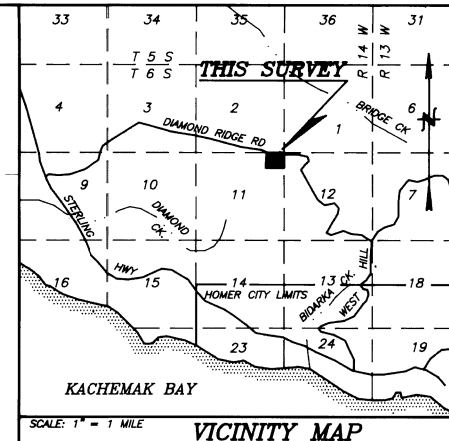 33 34 35 36 31
T 5 S
T 6 S
R 14 W
R 13 W
THIS SURVEY
4 3 2 1 6
DIAMOND RIDGE RD
BRIDGE CK
N
9 10 11 12 7
STERLING HWY
DIAMOND CK.
16 15 14 13 18
HOMER CITY LIMITS
BIDARKA CK.
WEST HILL
23 24 19
KACHEMAK BAY
SCALE: 1" = 1 MILE
VICINITY MAP